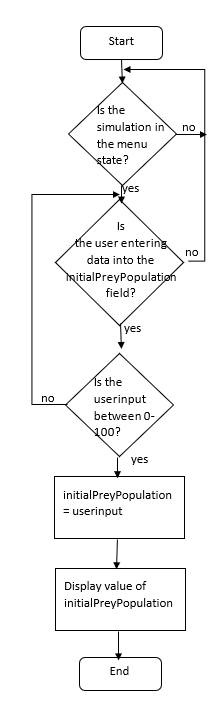 Start
Is the
simulation in
the menu
state?
no
yes
Is
the user entering
data into the
initialPreyPopulation
field?
no
yes
Is the
userinput
between 0-
100?
no
yes
initialPreyPopulation
= userinput
Display value of
initialPreyPopulation
End